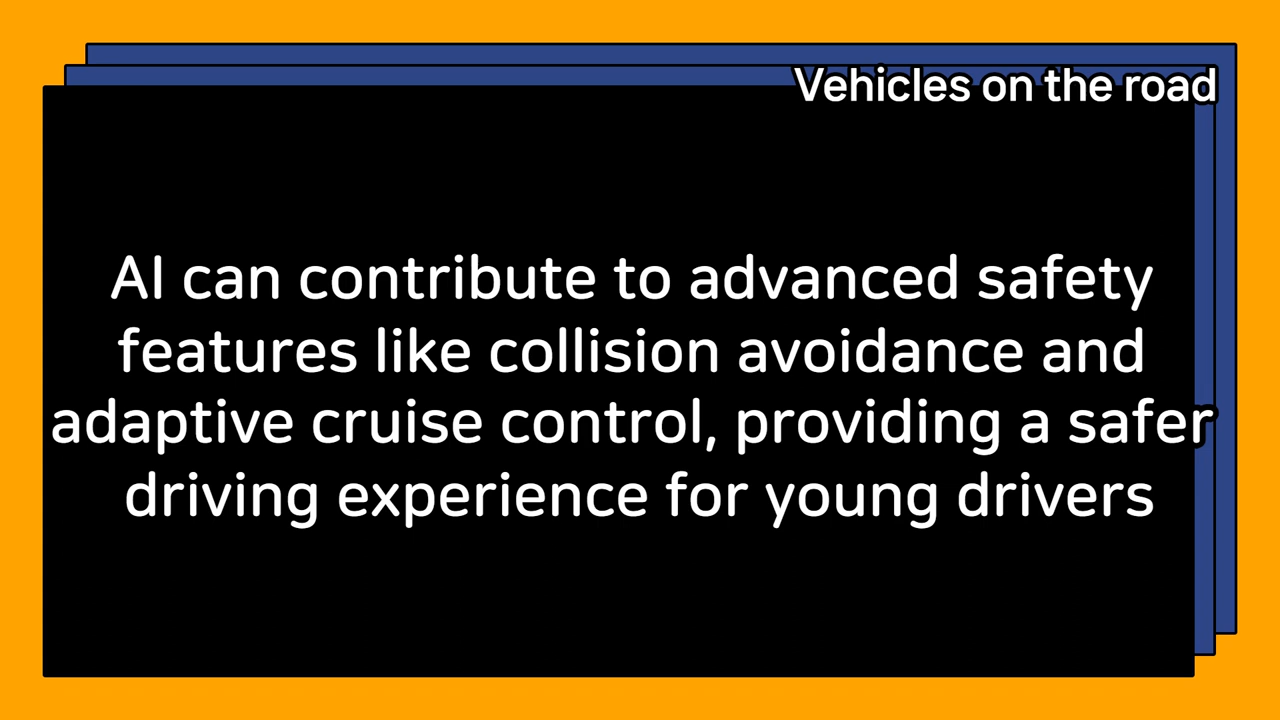 Vehicles on the road
AI can contribute to advanced safety
features like collision avoidance and
adaptive cruise control, providing a safer
driving experience for young drivers